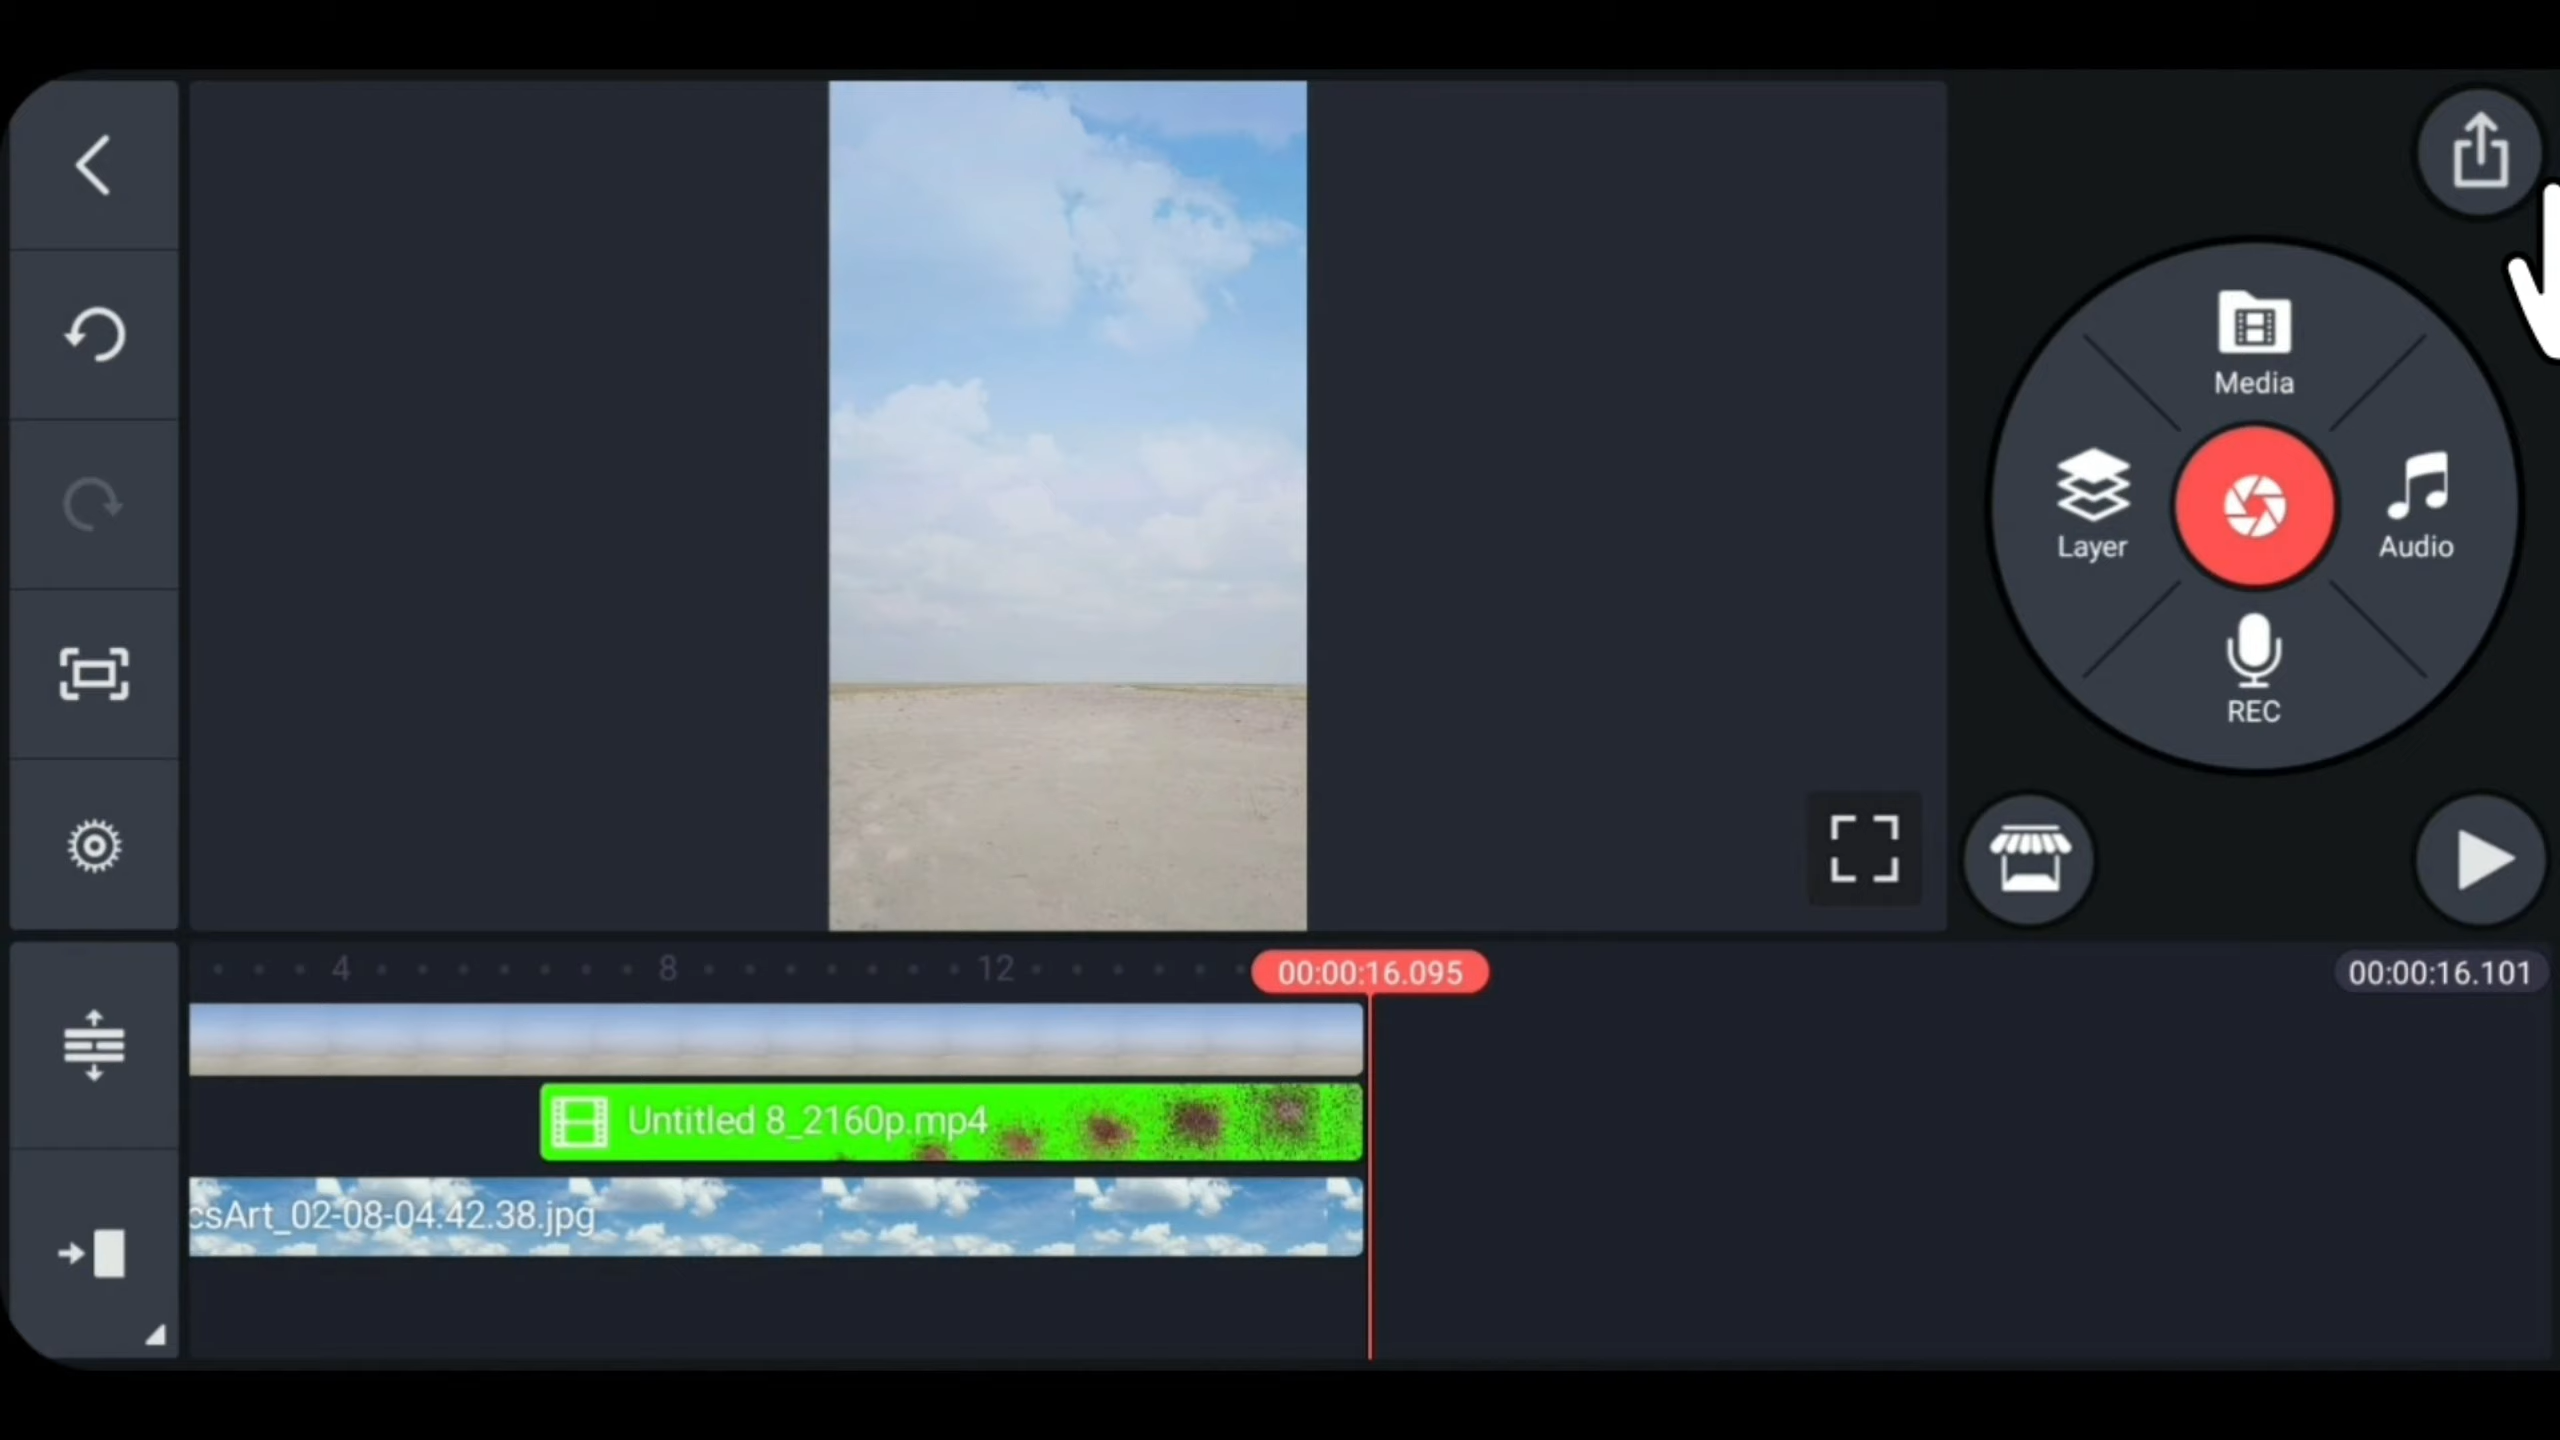 Media
Layer
Audio
REC
4
8
12
00:00:16.095
00:00:16.101
Untitled 8_2160p.mp4
csArt_02-08-04.42.38.jpg